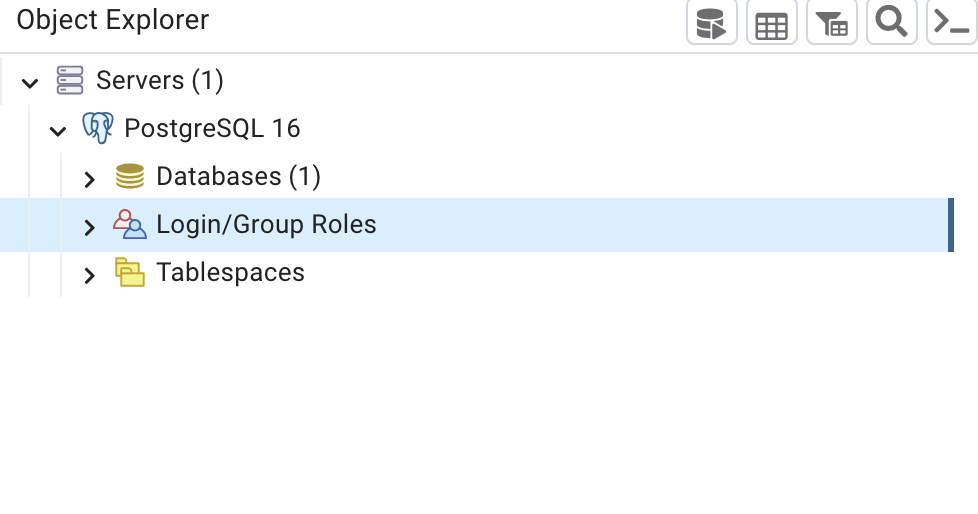 Object Explorer
Servers (1)
PostgreSQL 16
Databases (1)
Login/Group Roles
Tablespaces